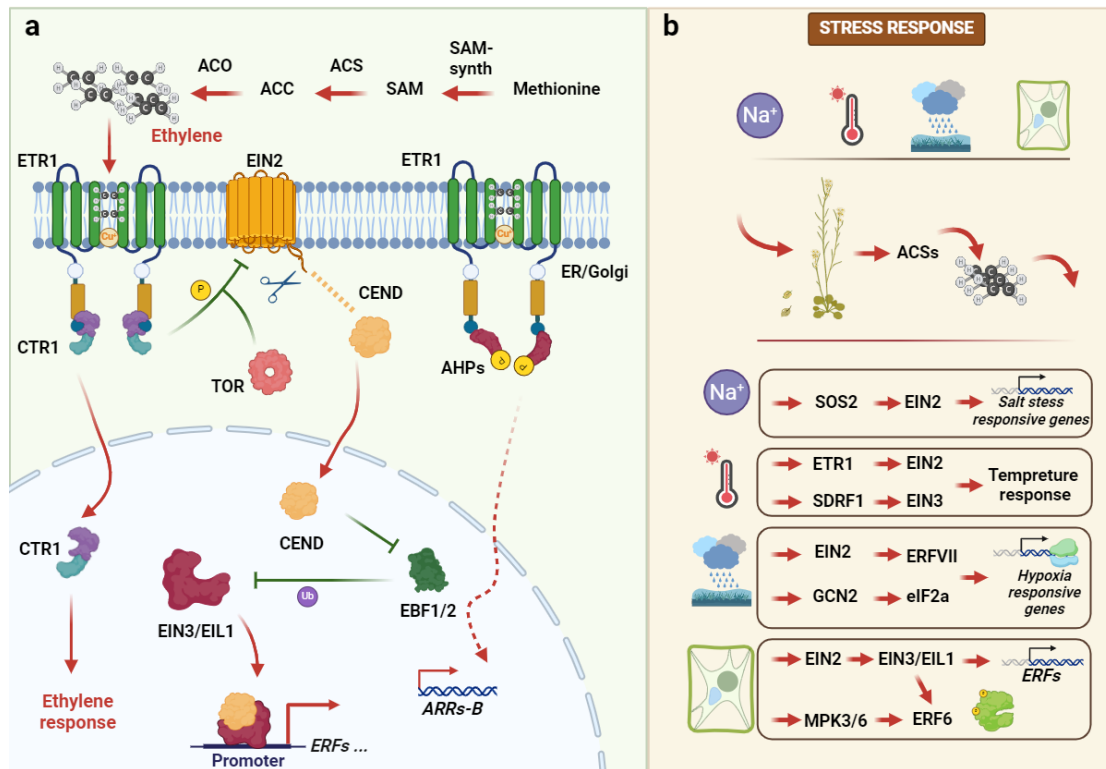 a
ACO
ACS
SAM-
synth
ACC
SAM
Methionine
Ethylene
ETR1
EIN2
ETR1
Cu+
Cu+
ER/Golgi
P
CEND
CTR1
TOR
AHPs
P
P
CTR1
CEND
Ub
EBF1/2
EIN3/EIL1
Ethylene
response
ARRs-B
ERFs ...
Promoter
b
STRESS RESPONSE
Na+
ACSs
Na+
SOS2
EIN2
Salt stess
responsive genes
ETR1
EIN2
SDRF1
EIN3
Tempreture
response
EIN2
ERFVII
GCN2
eIF2a
Hypoxia
responsive
genes
EIN2
EIN3/EIL1
ERFs
MPK3/6
ERF6